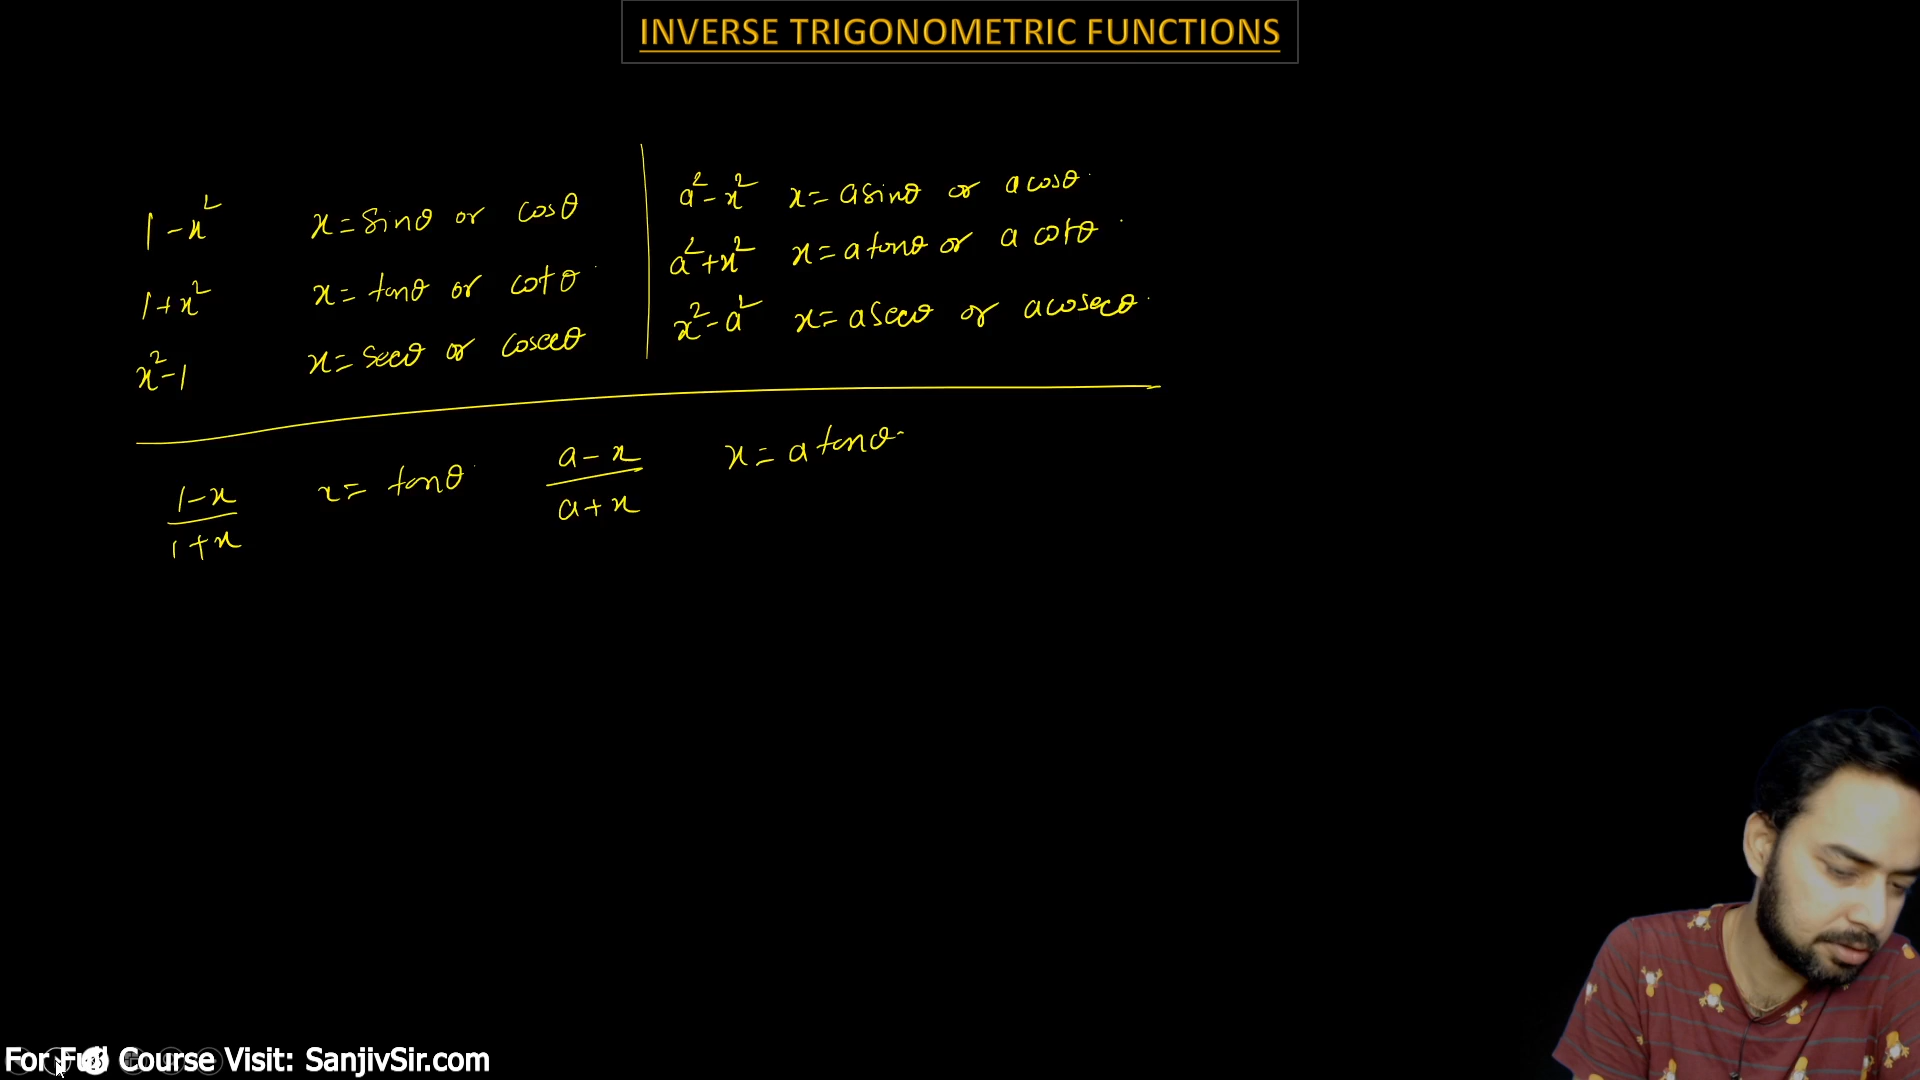 INVERSE TRIGONOMETRIC FUNCTIONS
1-x² x = sinθ or cosθ
1+x² x = tanθ or cotθ
x²-1 x = secθ or cosecθ
a²-x² x = a sinθ or a cosθ
a²+x² x = a tanθ or a cotθ
x²-a² x = a secθ or a cosecθ
(1-x)/(1+x) x = tanθ (a-x)/(a+x) x = a tanθ
For Full Course Visit: SanjivSir.com